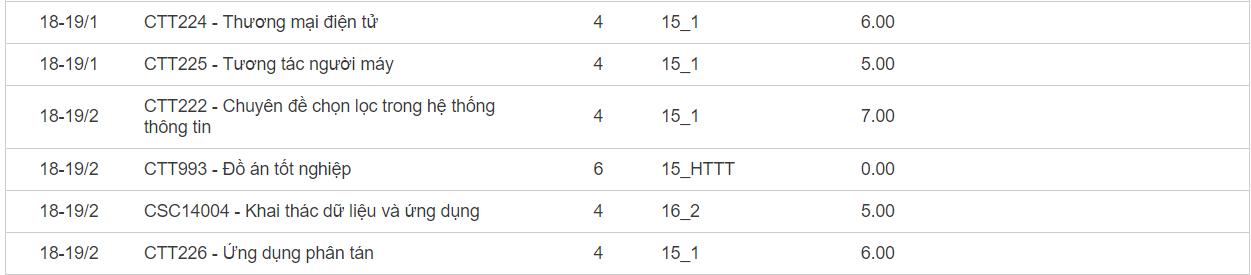 18-19/1 CTT224 - Thương mại điện tử 4 15_1 6.00
18-19/1 CTT225 - Tương tác người máy 4 15_1 5.00
18-19/2 CTT222 - Chuyên đề chọn lọc trong hệ thống 4 15_1 7.00
thông tin
18-19/2 CTT993 - Đồ án tốt nghiệp 6 15_HTTT 0.00
18-19/2 CSC14004 - Khai thác dữ liệu và ứng dụng 4 16_2 5.00
18-19/2 CTT226 - Ứng dụng phân tán 4 15_1 6.00